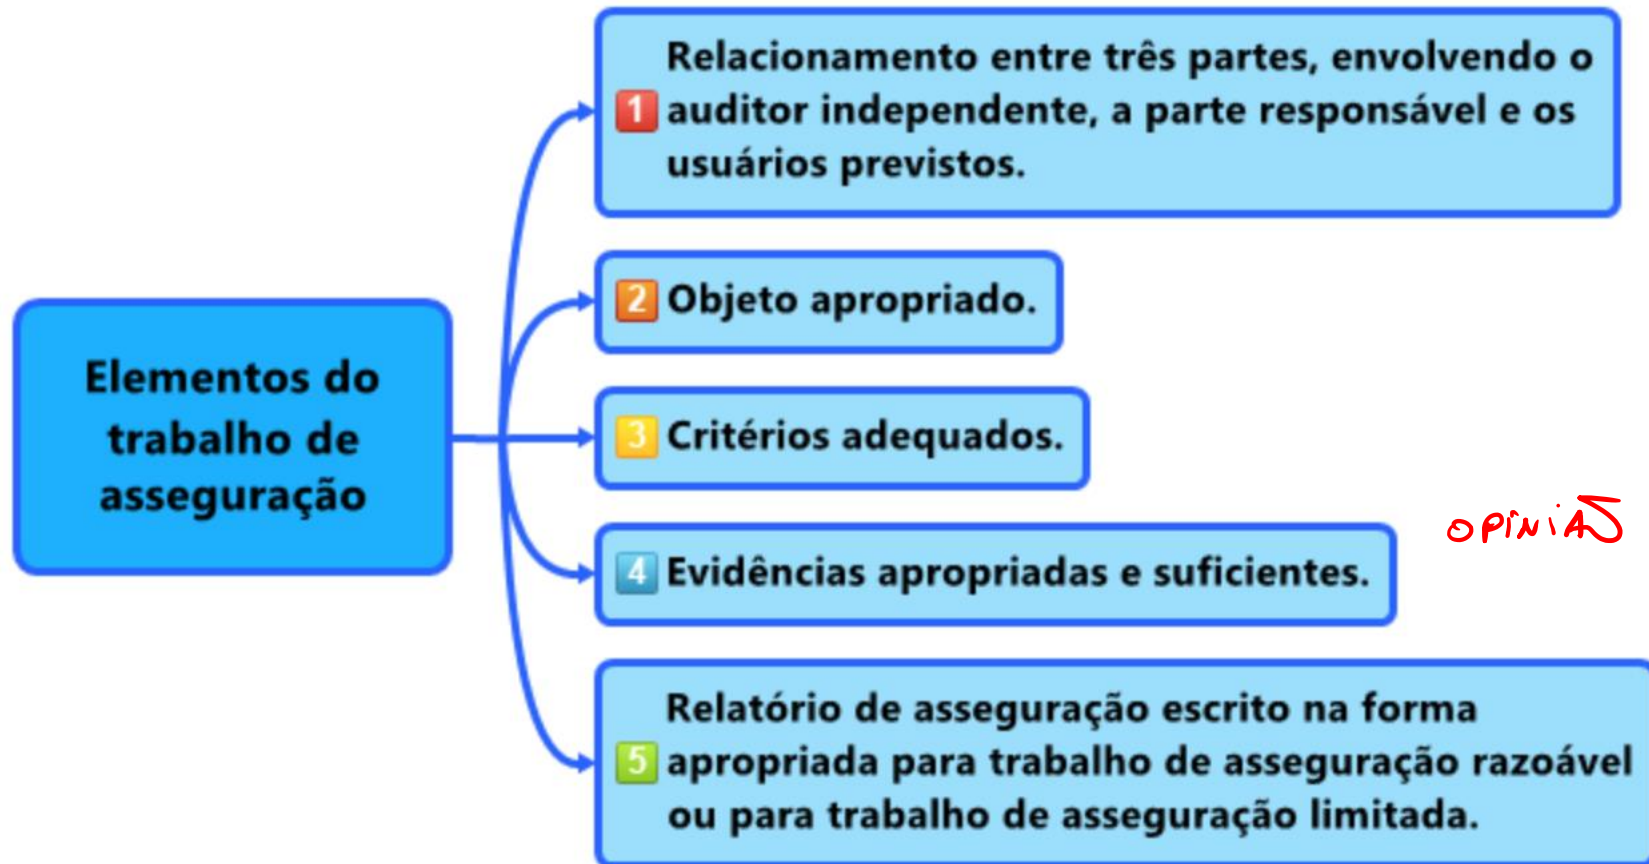 Relacionamento entre três partes, envolvendo o
1 auditor independente, a parte responsável e os
usuários previstos.
2 Objeto apropriado.
Elementos do
trabalho de
asseguração
3 Critérios adequados.
OPINIÃO
4 Evidências apropriadas e suficientes.
Relatório de asseguração escrito na forma
5 apropriada para trabalho de asseguração razoável
ou para trabalho de asseguração limitada.